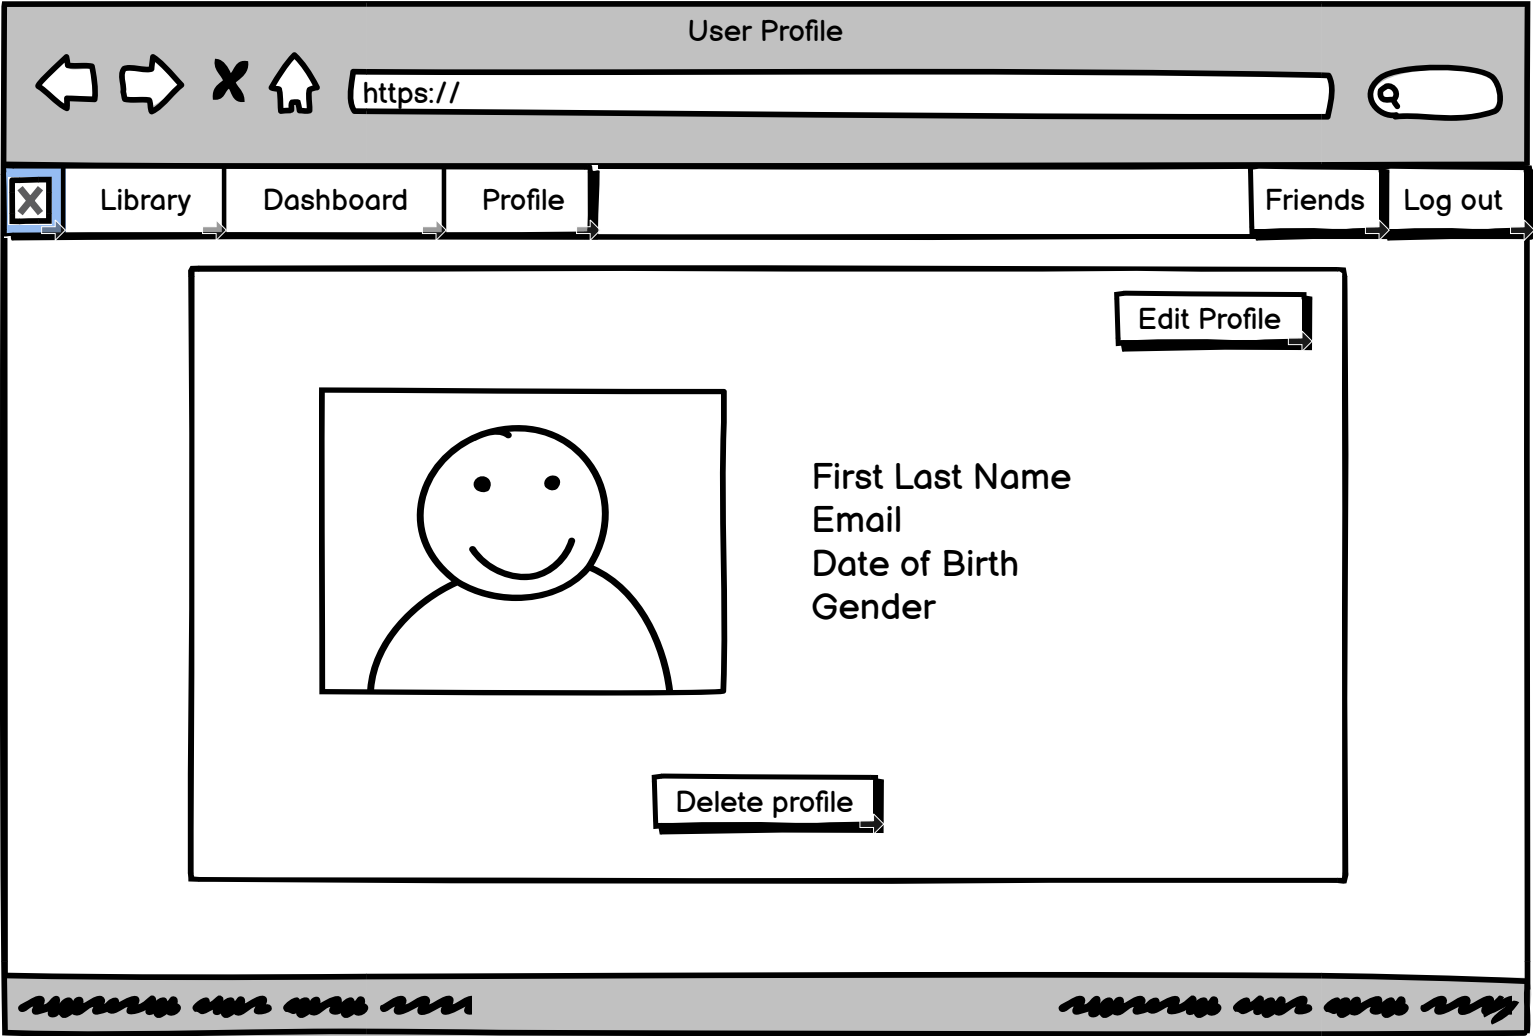 User Profile
https://
Library Dashboard Profile Friends Log out
Edit Profile
First Last Name
Email
Date of Birth
Gender
Delete profile